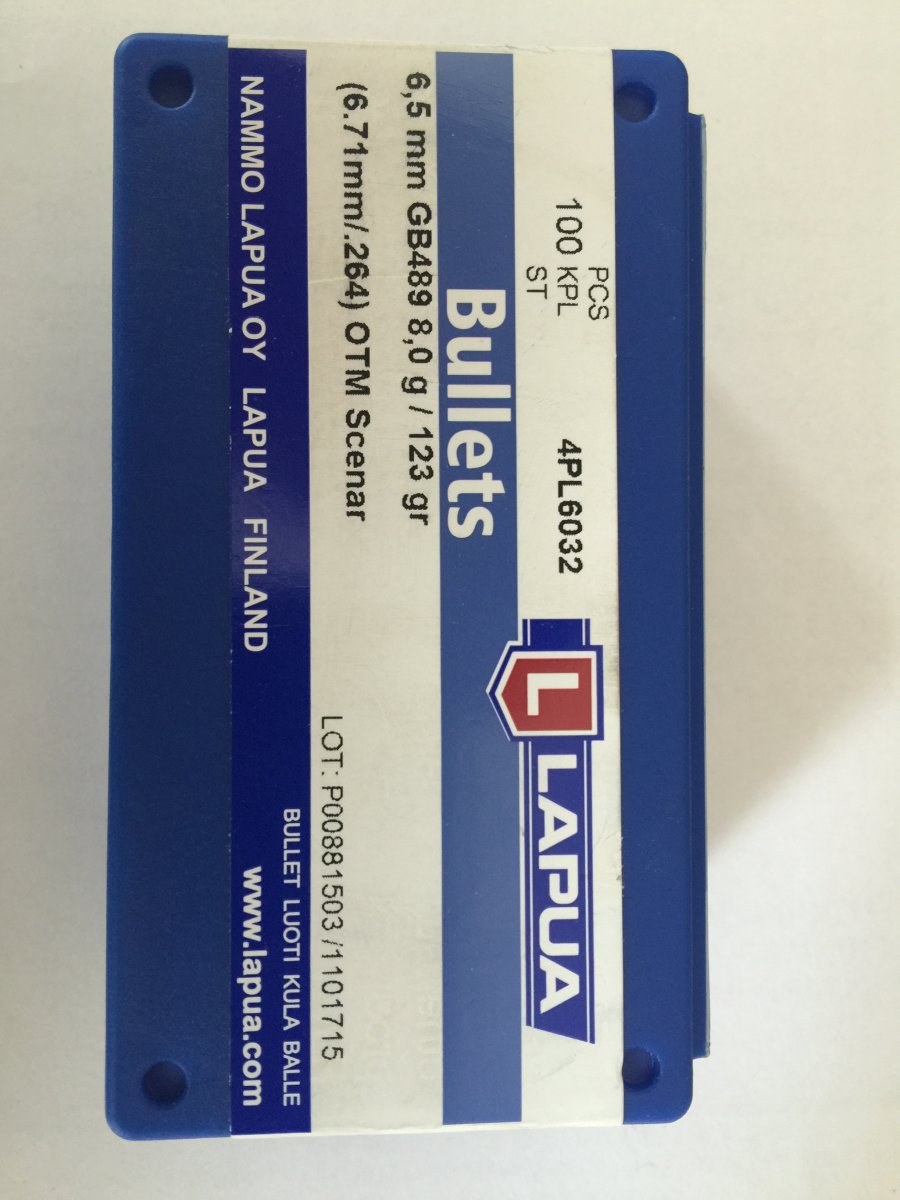 PCS
100 KPL
ST
4PL6032
L
LAPUA
Bullets
6,5 mm GB489 8,0 g / 123 gr
(6.71mm/.264) OTM Scenar
LOT: P00881503 /1101715
BULLET LUOTI KULA BALLE
NAMMO LAPUA OY LAPUA FINLAND
www.lapua.com